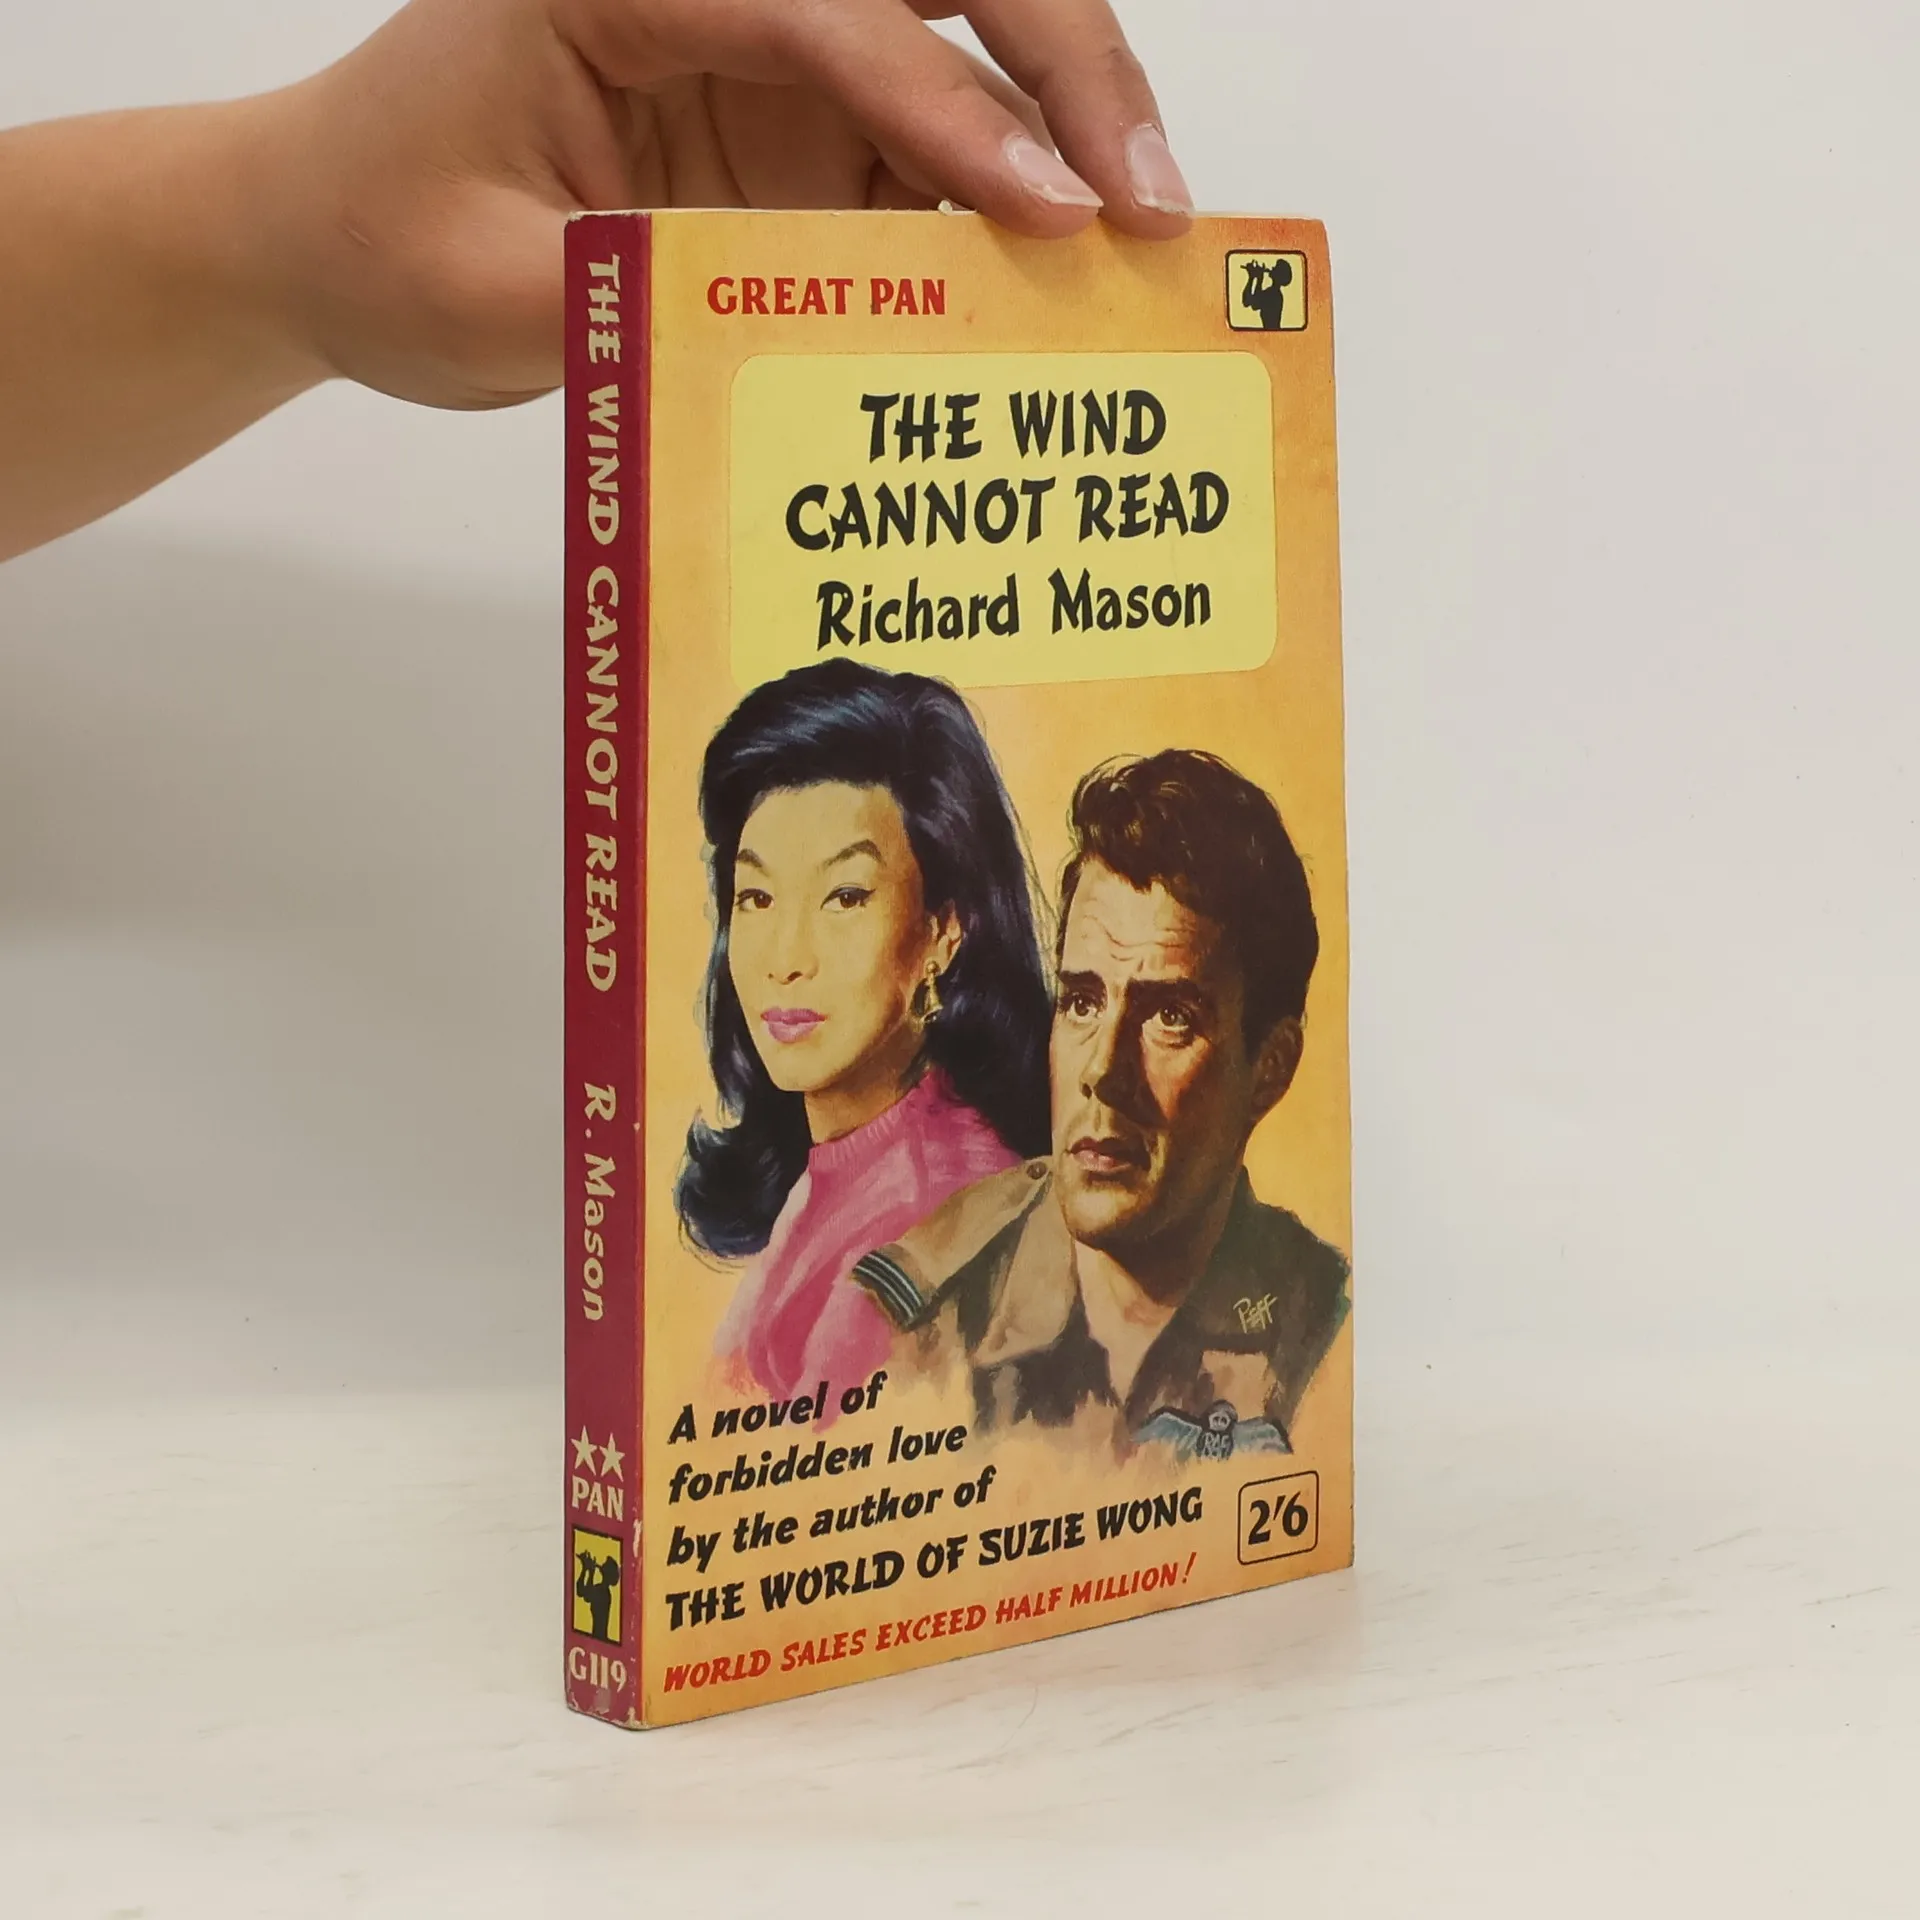 GREAT PAN
THE WIND
CANNOT READ
Richard Mason
PEFF
RAF
A novel of
forbidden love
by the author of
THE WORLD OF SUZIE WONG
WORLD SALES EXCEED HALF MILLION!
2'6
THE WIND CANNOT READ R. Mason
PAN
G119